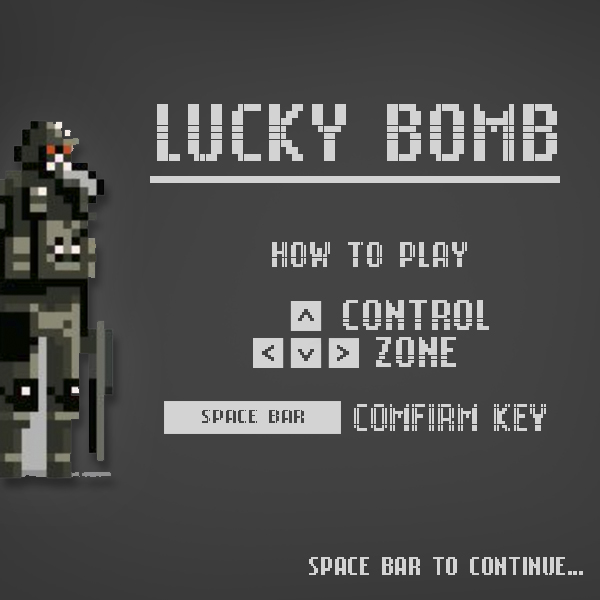 LUCKY BOMB
HOW TO PLAY
^ CONTROL
< v > ZONE
SPACE BAR COMFIRM KEY
SPACE BAR TO CONTINUE...